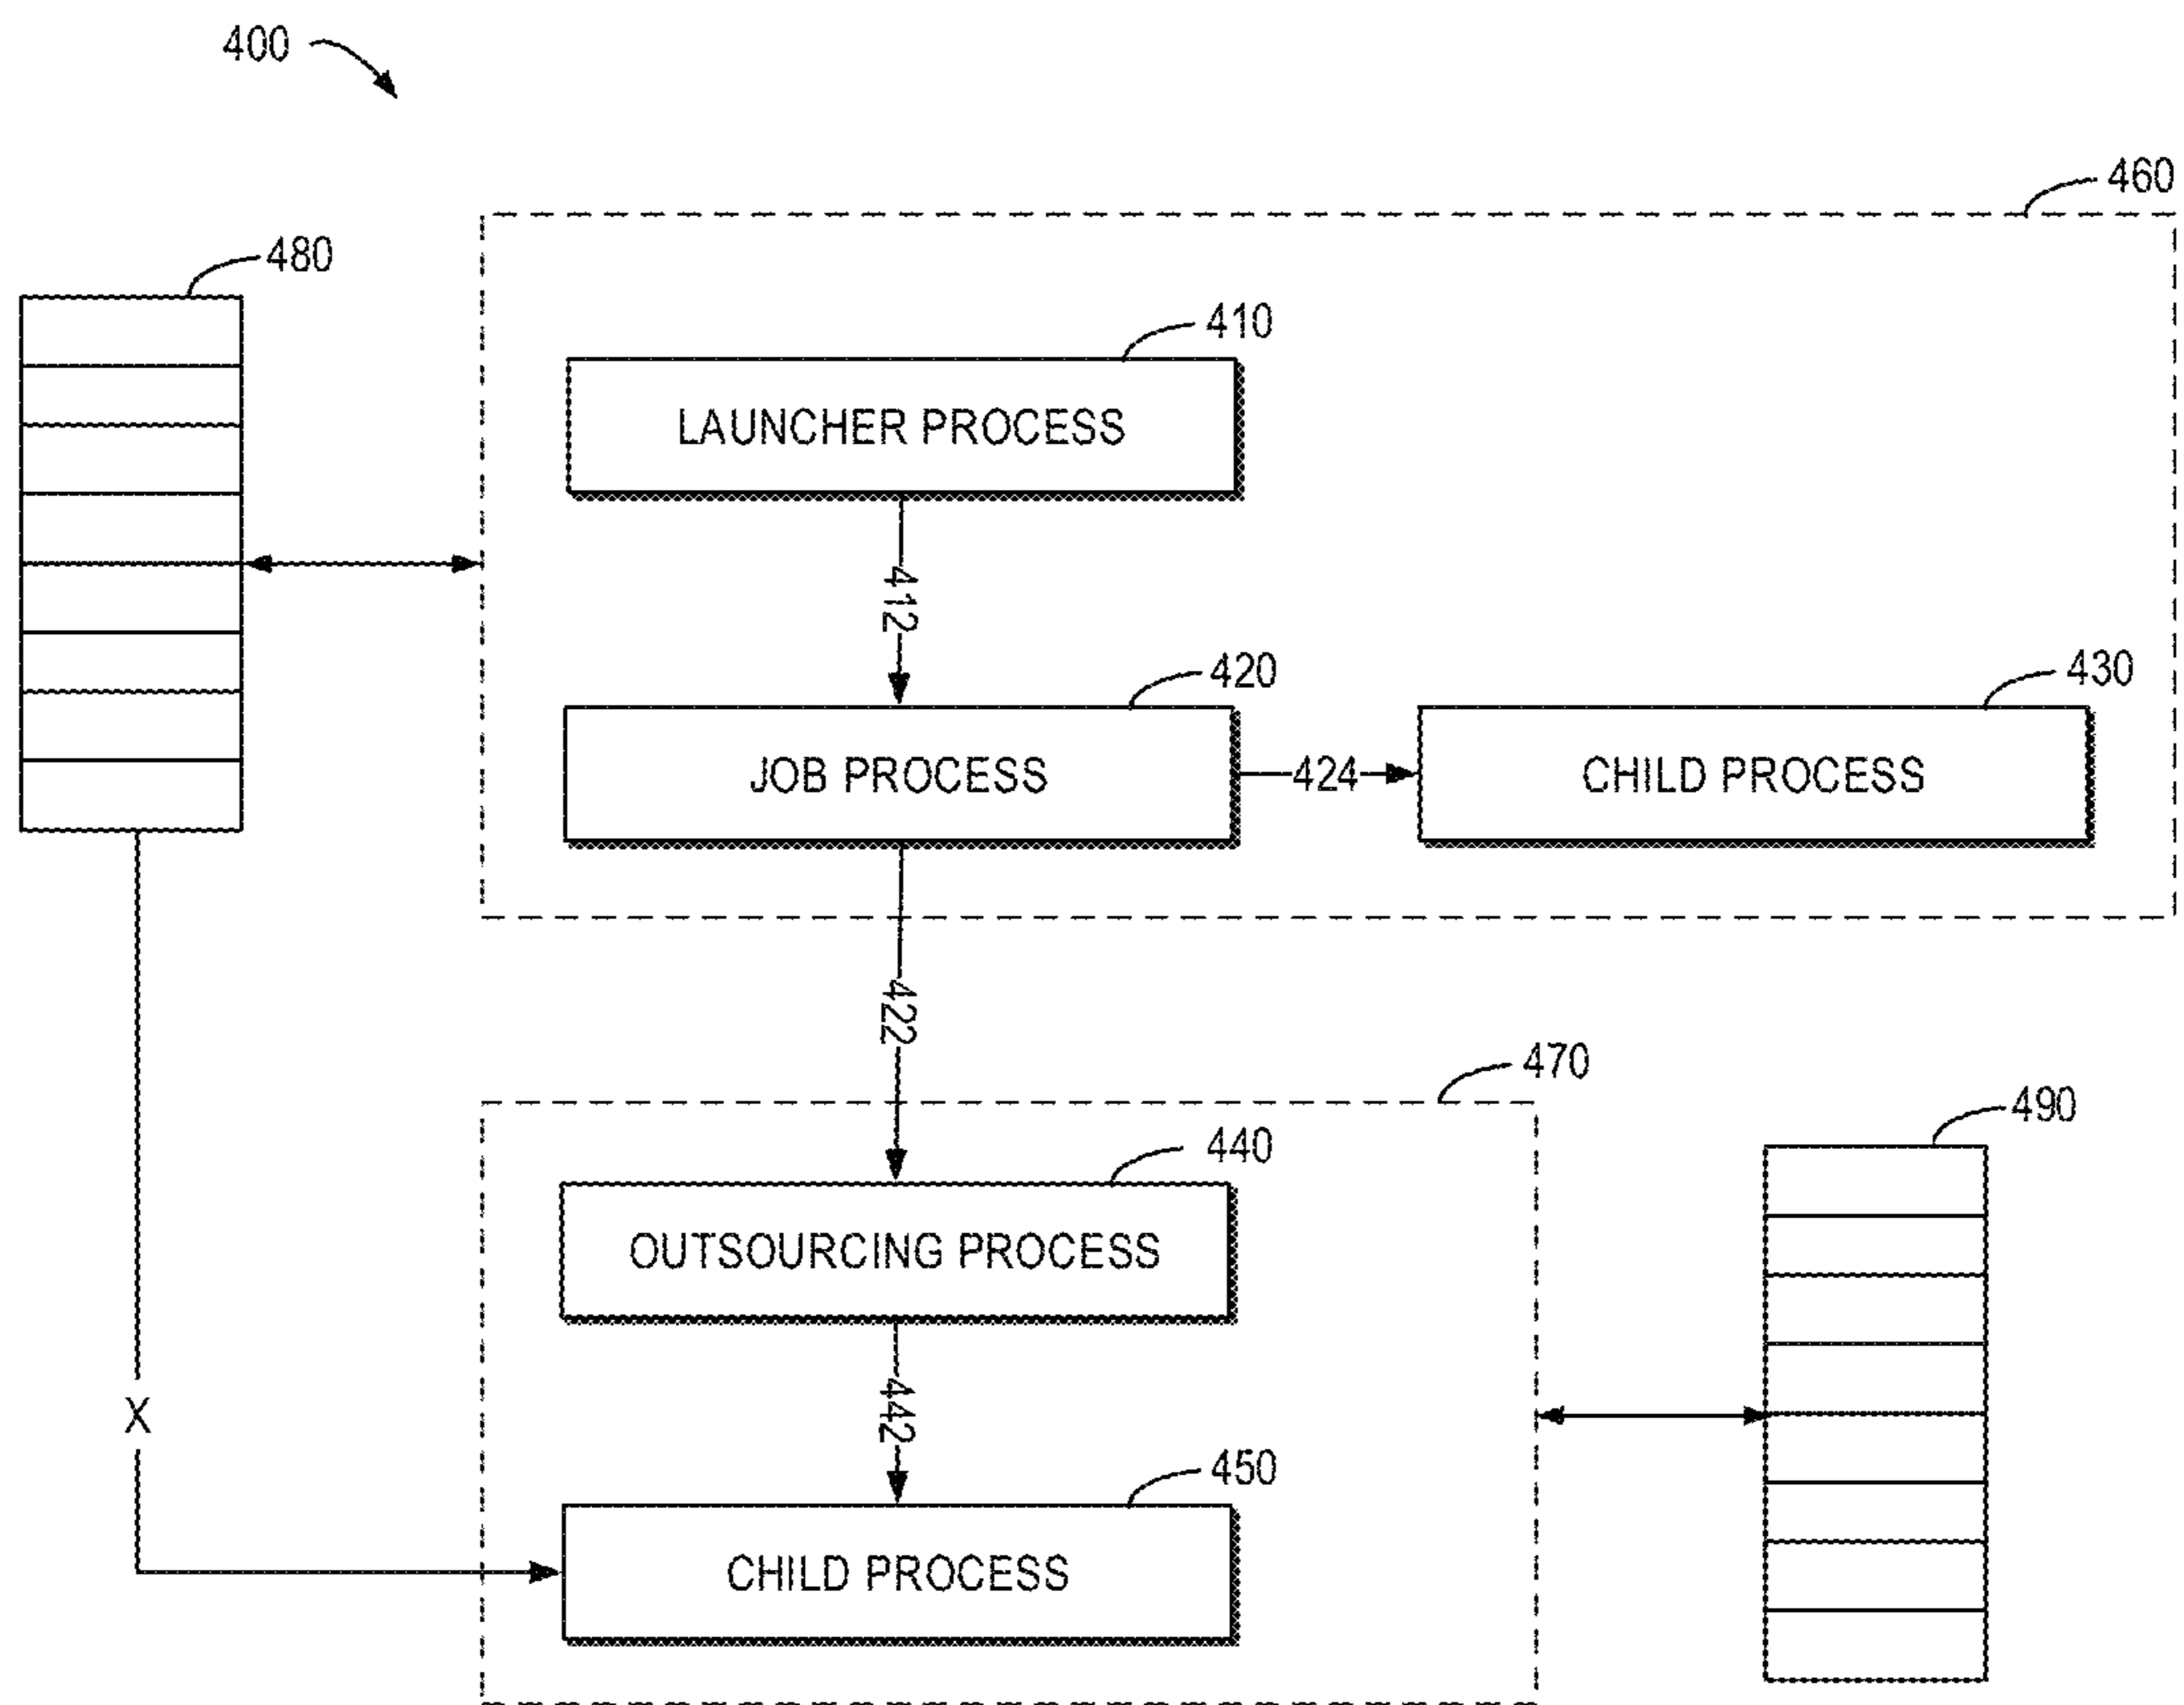 400
460
480
410
LAUNCHER PROCESS
412
420
430
JOB PROCESS
424
CHILD PROCESS
422
470
490
440
OUTSOURCING PROCESS
442
X
450
CHILD PROCESS